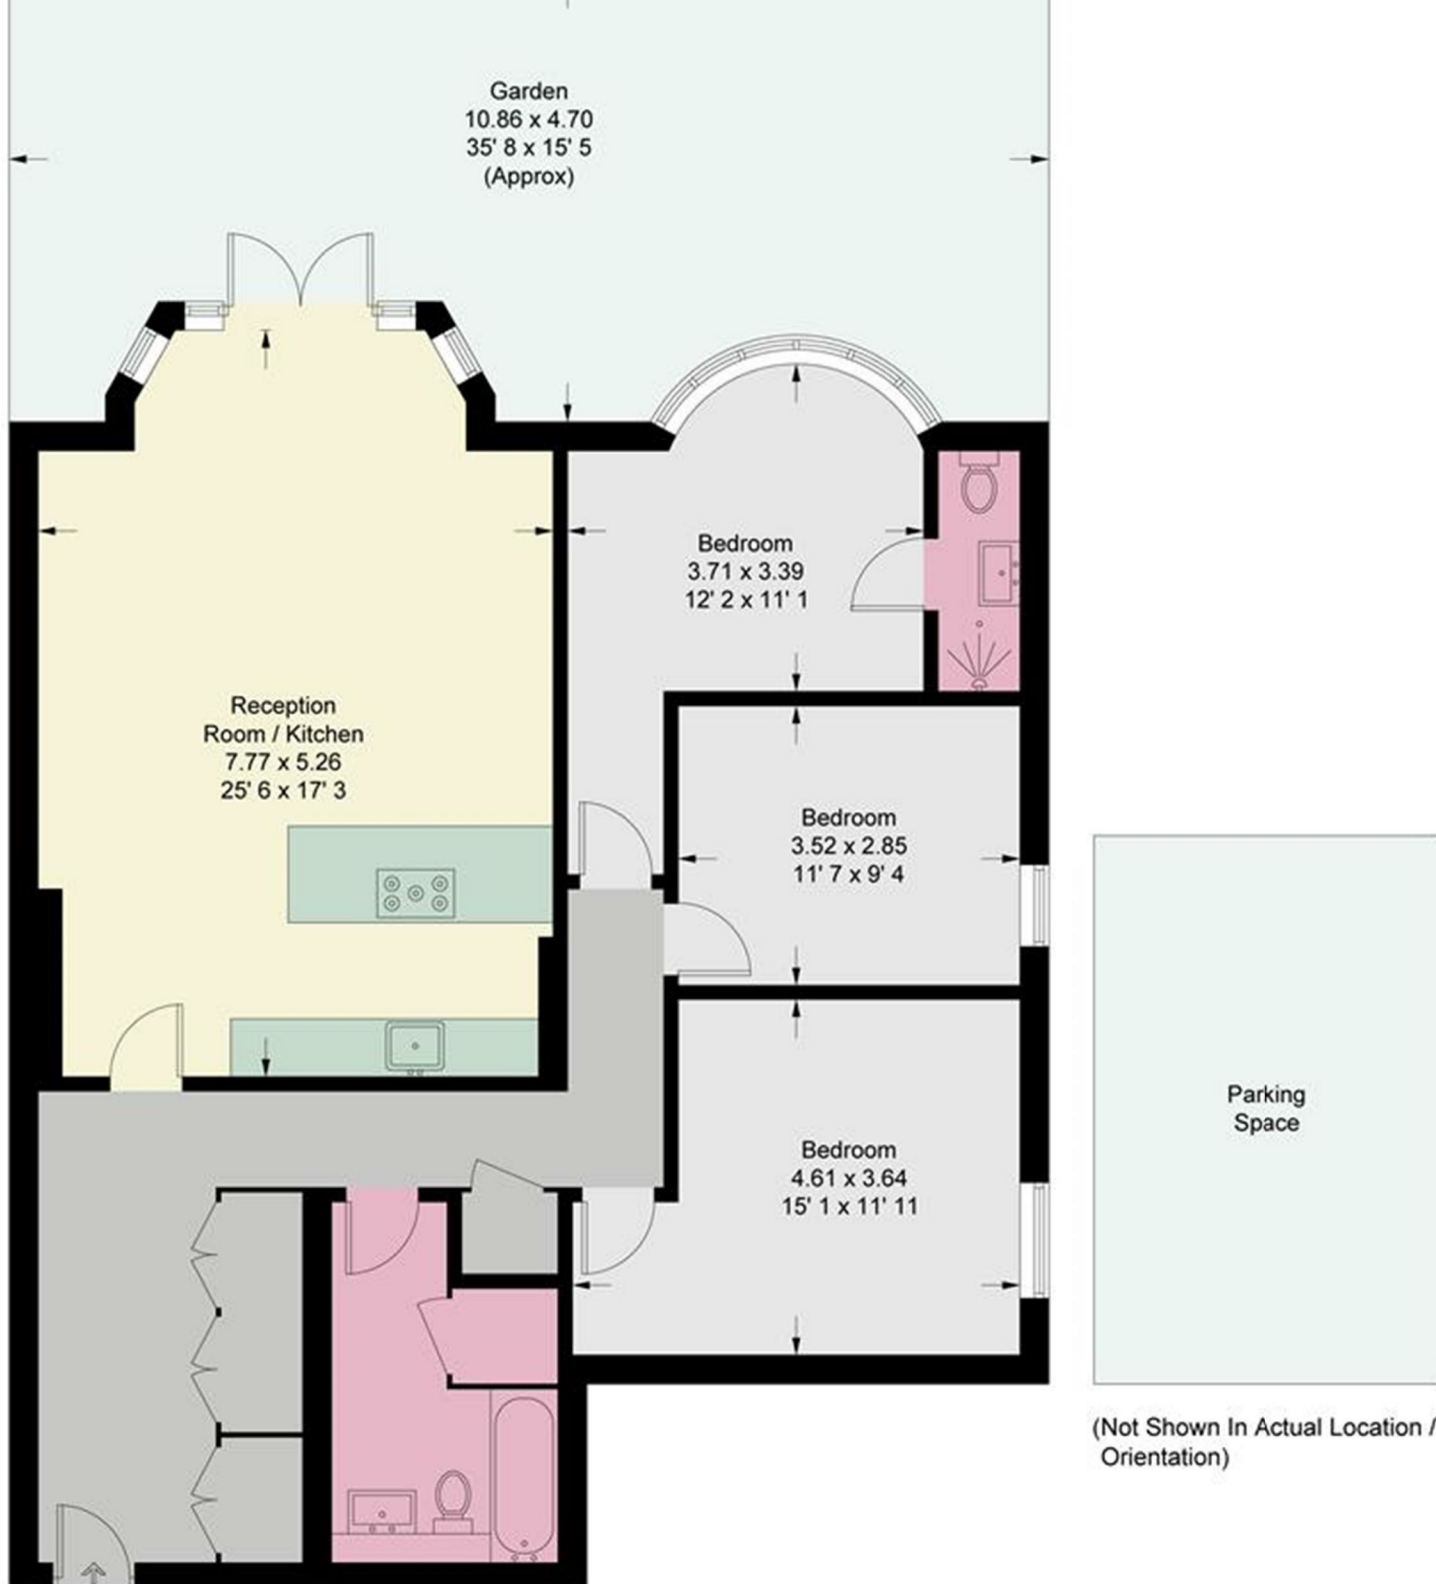 Garden
10.86 x 4.70
35' 8 x 15' 5
(Approx)
Bedroom
3.71 x 3.39
12' 2 x 11' 1
Reception
Room / Kitchen
7.77 x 5.26
25' 6 x 17' 3
Bedroom
3.52 x 2.85
11' 7 x 9' 4
Parking
Space
Bedroom
4.61 x 3.64
15' 1 x 11' 11
(Not Shown In Actual Location /
Orientation)